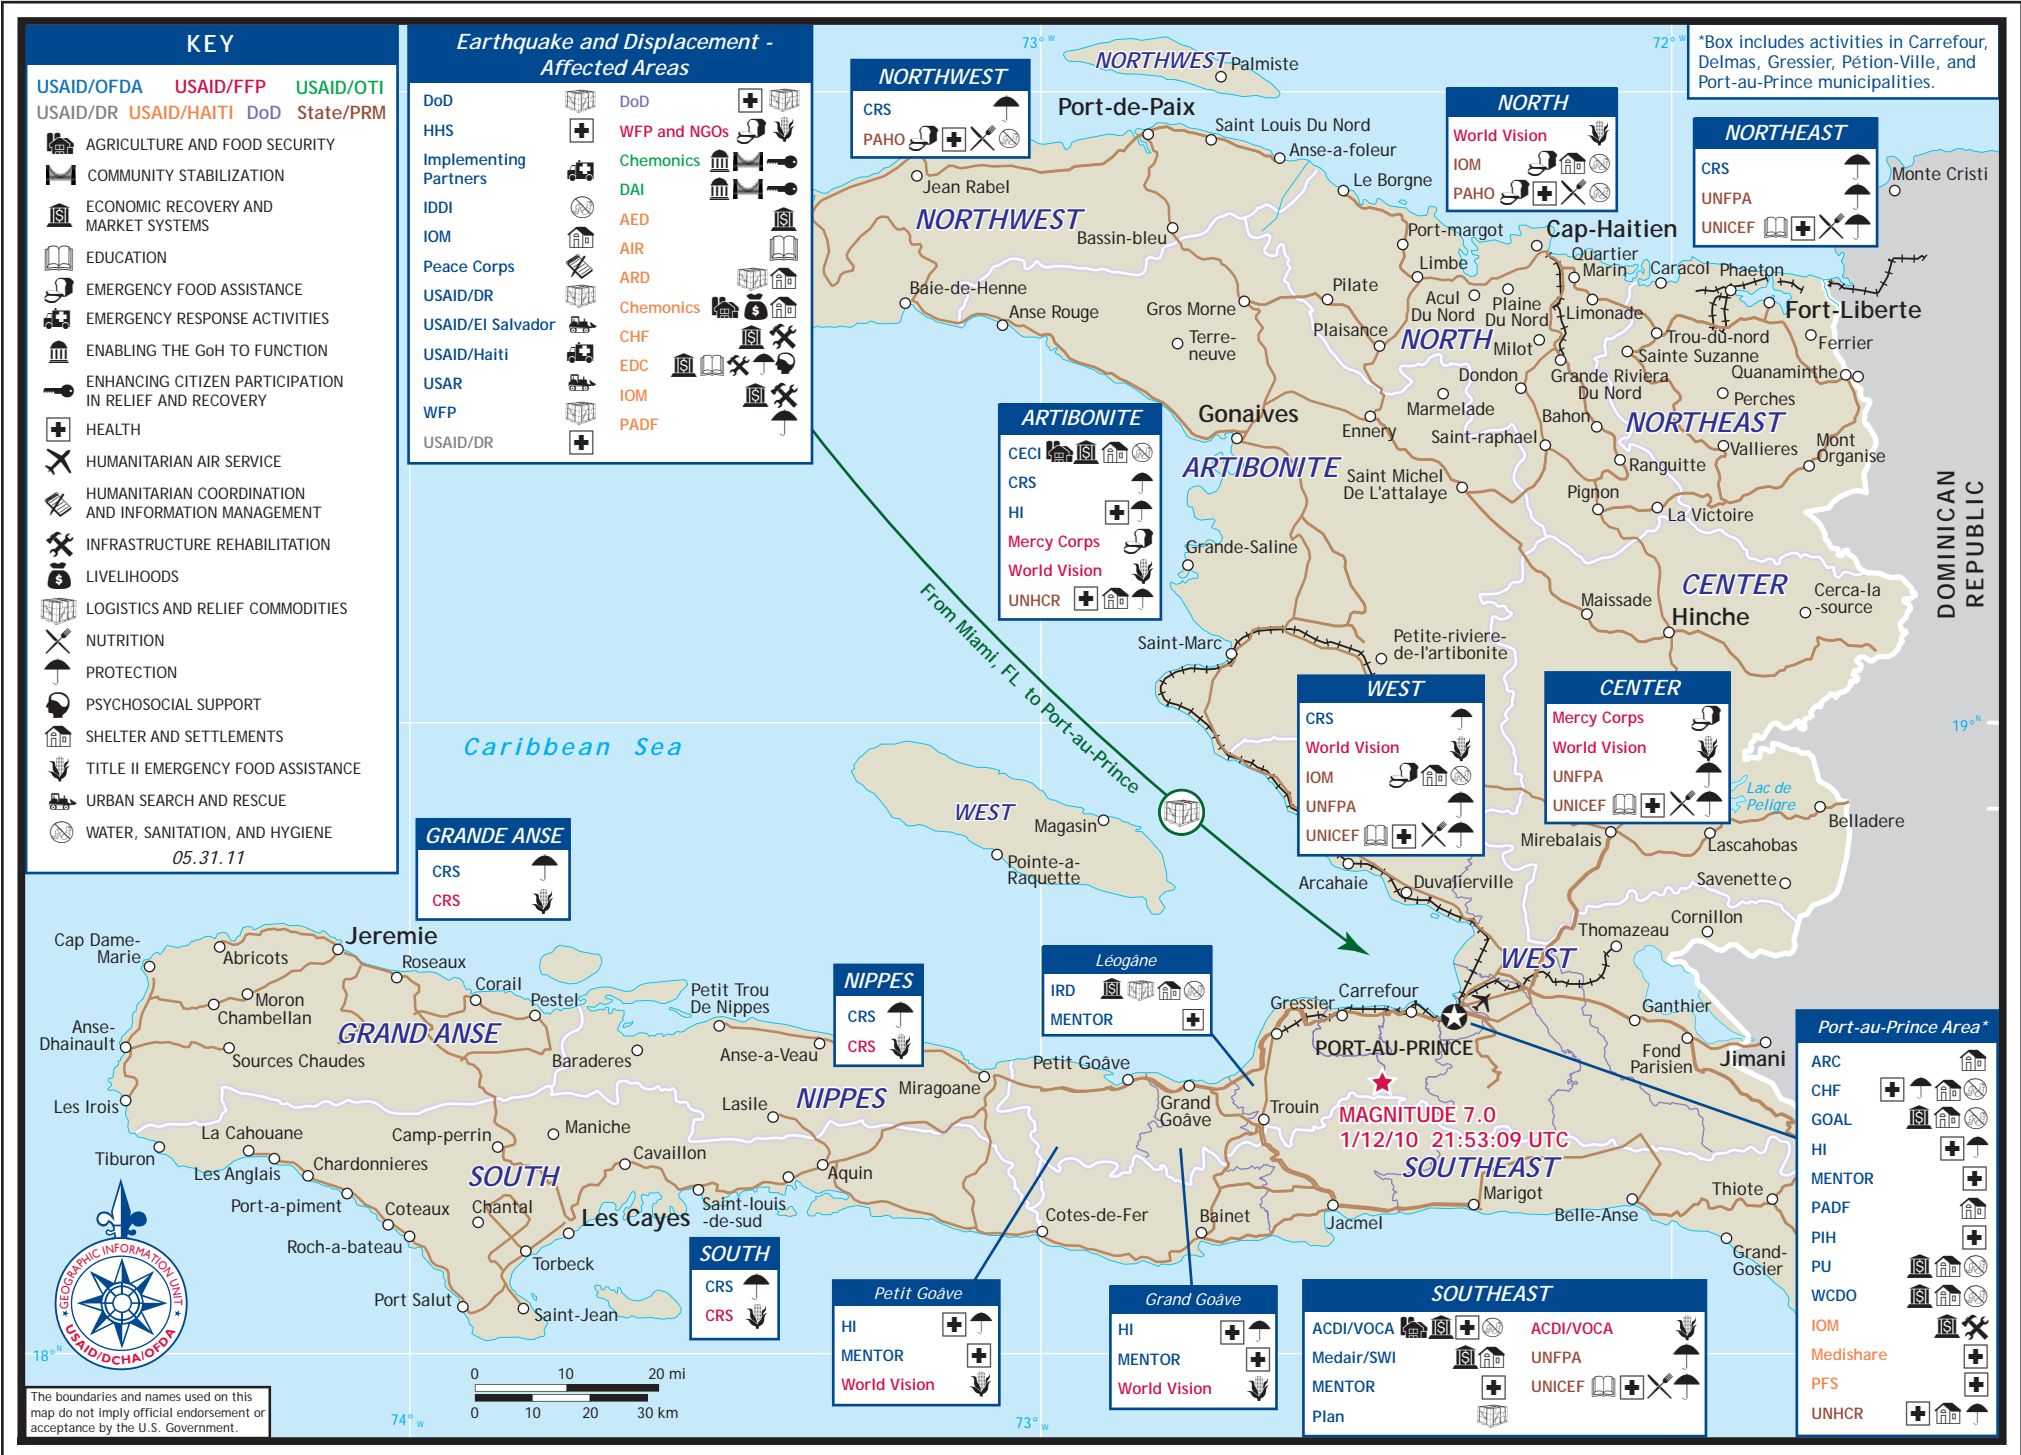 KEY
USAID/OFDA USAID/FFP USAID/OTI
USAID/DR USAID/HAITI DoD State/PRM
AGRICULTURE AND FOOD SECURITY
COMMUNITY STABILIZATION
ECONOMIC RECOVERY AND
MARKET SYSTEMS
EDUCATION
EMERGENCY FOOD ASSISTANCE
EMERGENCY RESPONSE ACTIVITIES
ENABLING THE GoH TO FUNCTION
ENHANCING CITIZEN PARTICIPATION
IN RELIEF AND RECOVERY
HEALTH
HUMANITARIAN AIR SERVICE
HUMANITARIAN COORDINATION
AND INFORMATION MANAGEMENT
INFRASTRUCTURE REHABILITATION
LIVELIHOODS
LOGISTICS AND RELIEF COMMODITIES
NUTRITION
PROTECTION
PSYCHOSOCIAL SUPPORT
SHELTER AND SETTLEMENTS
TITLE II EMERGENCY FOOD ASSISTANCE
URBAN SEARCH AND RESCUE
WATER, SANITATION, AND HYGIENE
05.31.11
Earthquake and Displacement -
Affected Areas
DoD
HHS
Implementing
Partners
IDDI
IOM
Peace Corps
USAID/DR
USAID/El Salvador
USAID/Haiti
USAR
WFP
USAID/DR
DoD
WFP and NGOs
Chemonics
DAI
AED
AIR
ARD
Chemonics
CHF
EDC
IOM
PADF
NORTHWEST
CRS
PAHO
NORTH
World Vision
IOM
PAHO
*Box includes activities in Carrefour,
Delmas, Gressier, Pétion-Ville, and
Port-au-Prince municipalities.
NORTHEAST
CRS
UNFPA
UNICEF
ARTIBONITE
CECI
CRS
HI
Mercy Corps
World Vision
UNHCR
WEST
CRS
World Vision
IOM
UNFPA
UNICEF
CENTER
Mercy Corps
World Vision
UNFPA
UNICEF
GRANDE ANSE
CRS
CRS
NIPPES
CRS
CRS
Léogâne
IRD
MENTOR
SOUTH
CRS
CRS
Petit Goâve
HI
MENTOR
World Vision
Grand Goâve
HI
MENTOR
World Vision
SOUTHEAST
ACDI/VOCA
Medair/SWI
MENTOR
Plan
ACDI/VOCA
UNFPA
UNICEF
Port-au-Prince Area*
ARC
CHF
GOAL
HI
MENTOR
PADF
PIH
PU
WCDO
IOM
Medishare
PFS
UNHCR
73° W
72° W
NORTHWEST
Palmiste
Port-de-Paix
Saint Louis Du Nord
Anse-a-foleur
Le Borgne
Jean Rabel
NORTHWEST
Bassin-bleu
Monte Cristi
Port-margot
Cap-Haitien
Limbe
Quartier
Marin
Caracol
Phaeton
Baie-de-Henne
Anse Rouge
Gros Morne
Pilate
Acul
Du Nord
Plaine
Du Nord
Limonade
Fort-Liberte
Terre-
neuve
Plaisance
NORTH
Milot
Trou-du-nord
Sainte Suzanne
Ferrier
Quanaminthe
Dondon
Grande Riviera
Du Nord
Perches
Marmelade
Bahon
NORTHEAST
Gonaives
Ennery
Saint-raphael
Vallieres
Mont
Organise
ARTIBONITE
Ranguitte
Saint Michel
De L'attalaye
Pignon
La Victoire
DOMINICAN
REPUBLIC
Grande-Saline
CENTER
Cerca-la
-source
Maissade
Hinche
Saint-Marc
Petite-riviere-
de-l'artibonite
From Miami, FL to Port-au-Prince
19° N
Caribbean Sea
Lac de
Peligre
Belladere
WEST
Magasin
Pointe-a-
Raquette
Mirebalais
Lascahobas
Arcahaie
Duvalierville
Savenette
Cornillon
Thomazeau
WEST
Cap Dame-
Marie
Abricots
Jeremie
Roseaux
Corail
Pestel
Moron
Chambellan
GRAND ANSE
Petit Trou
De Nippes
Anse-
Dhainault
Sources Chaudes
Baraderes
Anse-a-Veau
Gressier
Carrefour
Ganthier
PORT-AU-PRINCE
Fond
Parisien
Jimani
Petit Goâve
Miragoane
Les Irois
NIPPES
Lasile
Grand
Goâve
Trouin
MAGNITUDE 7.0
1/12/10 21:53:09 UTC
La Cahouane
Camp-perrin
Maniche
Cavaillon
Tiburon
Les Anglais
Chardonnieres
SOUTH
Aquin
SOUTHEAST
Port-a-piment
Coteaux
Chantal
Les Cayes
Saint-louis
-de-sud
Cotes-de-Fer
Bainet
Jacmel
Marigot
Belle-Anse
Thiote
Roch-a-bateau
Torbeck
Grand-
Gosier
Port Salut
Saint-Jean
GEOGRAPHIC INFORMATION UNIT
USAID/DCHA/OFDA
18° N
0 10 20 mi
0 10 20 30 km
74° W
73° W
The boundaries and names used on this
map do not imply official endorsement or
acceptance by the U.S. Government.